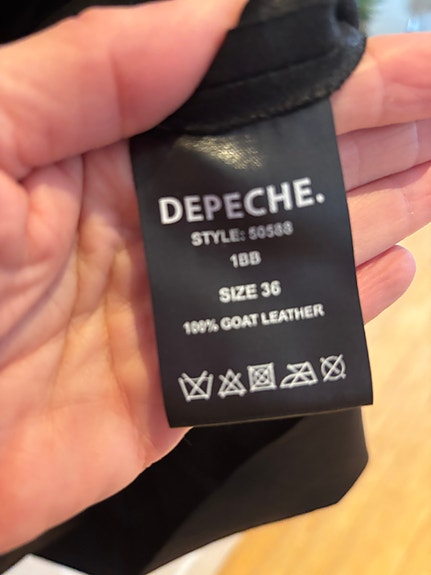 DEPECHE.
STYLE: 50588
1BB
SIZE 36
100% GOAT LEATHER